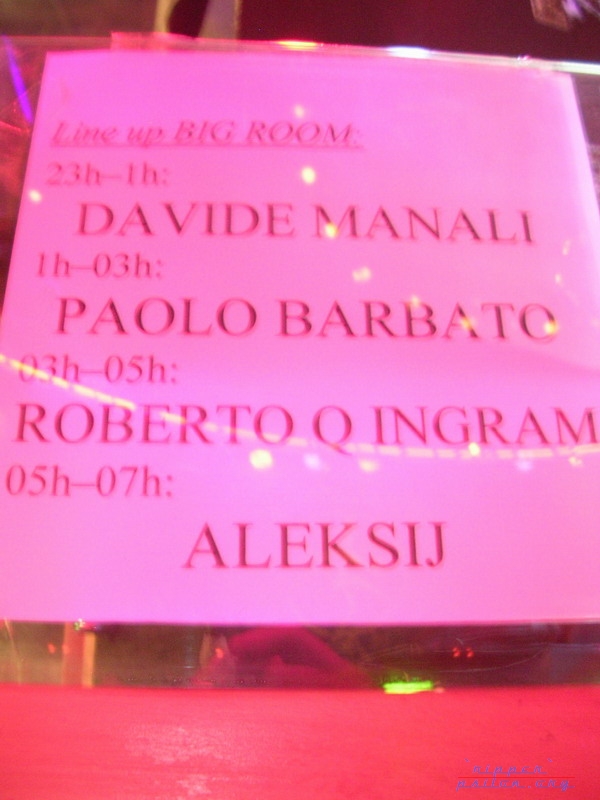 Line up BIG ROOM:
23h–1h:
DAVIDE MANALI
1h–03h:
PAOLO BARBATO
03h–05h:
ROBERTO Q INGRAM
05h–07h:
ALEKSIJ